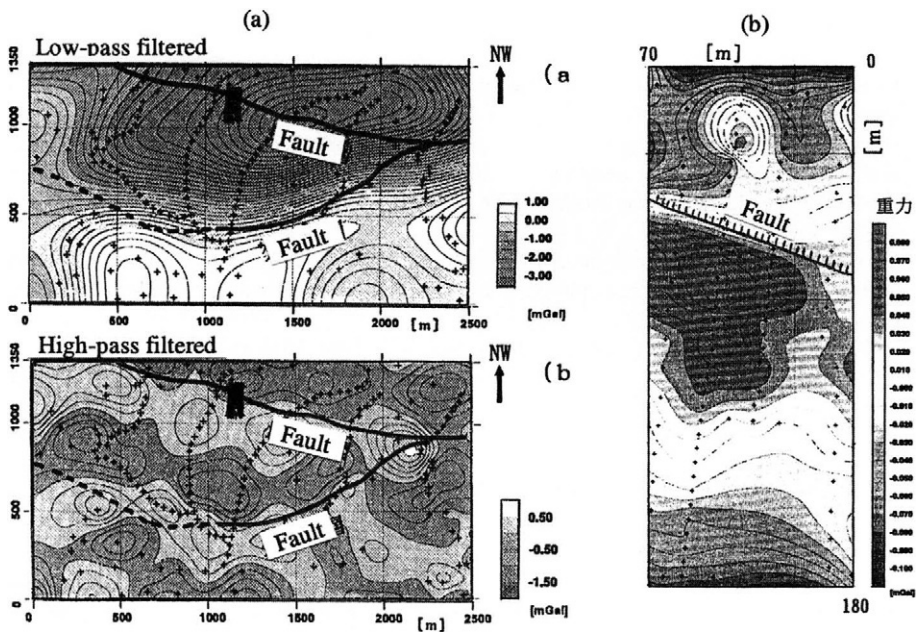 (a)
Low-pass filtered
1350
1000
500
0
0
500
1000
1500
2000
2500
[m]
Fault
Fault
NW
(a
1.00
0.00
-1.00
-2.00
-3.00
[mGal]
High-pass filtered
1350
1000
500
0
0
500
1000
1500
2000
2500
[m]
Fault
Fault
NW
(b
0.50
-0.50
-1.50
[mGal]
(b)
70
[m]
0
[m]
Fault
180
重力
[mGal]